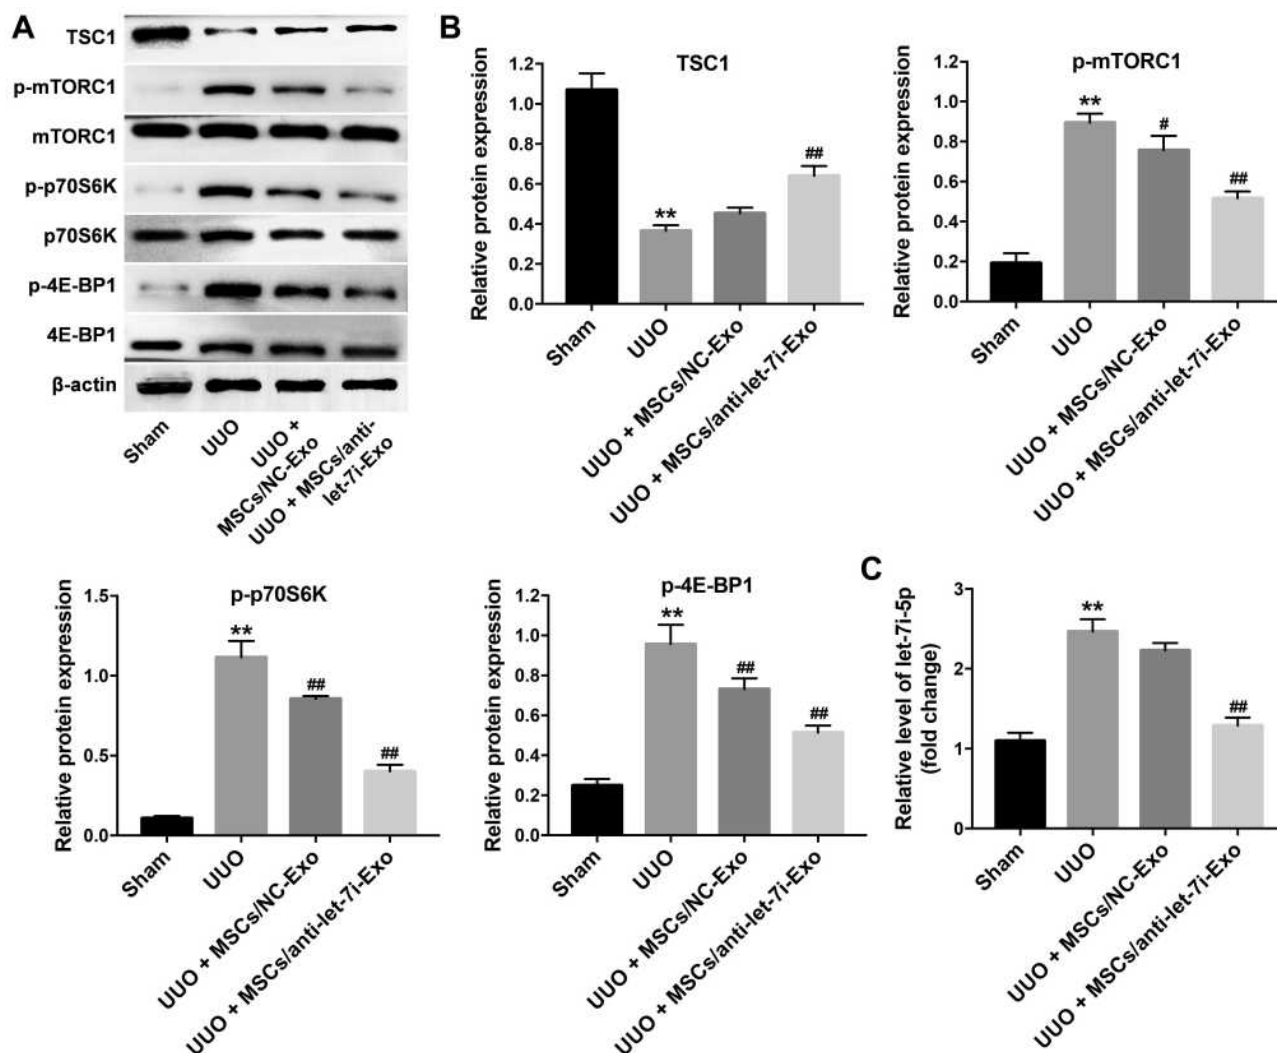 A
TSC1
p-mTORC1
mTORC1
p-p70S6K
p70S6K
p-4E-BP1
4E-BP1
β-actin
Sham
UUO
UUO +
MSCs/NC-Exo
UUO + MSCs/anti-
let-7i-Exo
B
TSC1
Relative protein expression
1.2
1.0
0.8
0.6
0.4
0.2
0.0
**
##
Sham
UUO
UUO + MSCs/NC-Exo
UUO + MSCs/anti-let-7i-Exo
p-mTORC1
Relative protein expression
1.2
1.0
0.8
0.6
0.4
0.2
0.0
**
#
##
Sham
UUO
UUO + MSCs/NC-Exo
UUO + MSCs/anti-let-7i-Exo
p-p70S6K
Relative protein expression
1.5
1.0
0.5
0.0
**
##
##
Sham
UUO
UUO + MSCs/NC-Exo
UUO + MSCs/anti-let-7i-Exo
p-4E-BP1
Relative protein expression
1.2
1.0
0.8
0.6
0.4
0.2
0.0
**
##
##
Sham
UUO
UUO + MSCs/NC-Exo
UUO + MSCs/anti-let-7i-Exo
C
Relative level of let-7i-5p
(fold change)
3
2
1
0
**
##
Sham
UUO
UUO + MSCs/NC-Exo
UUO + MSCs/anti-let-7i-Exo